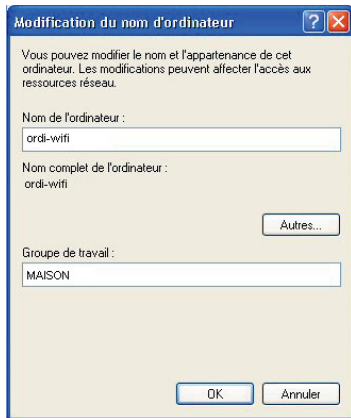 Modification du nom d'ordinateur
Vous pouvez modifier le nom et l'appartenance de cet
ordinateur. Les modifications peuvent affecter l'accès aux
ressources réseau.
Nom de l'ordinateur :
ordi-wifi
Nom complet de l'ordinateur :
ordi-wifi
Autres...
Groupe de travail :
MAISON
OK Annuler